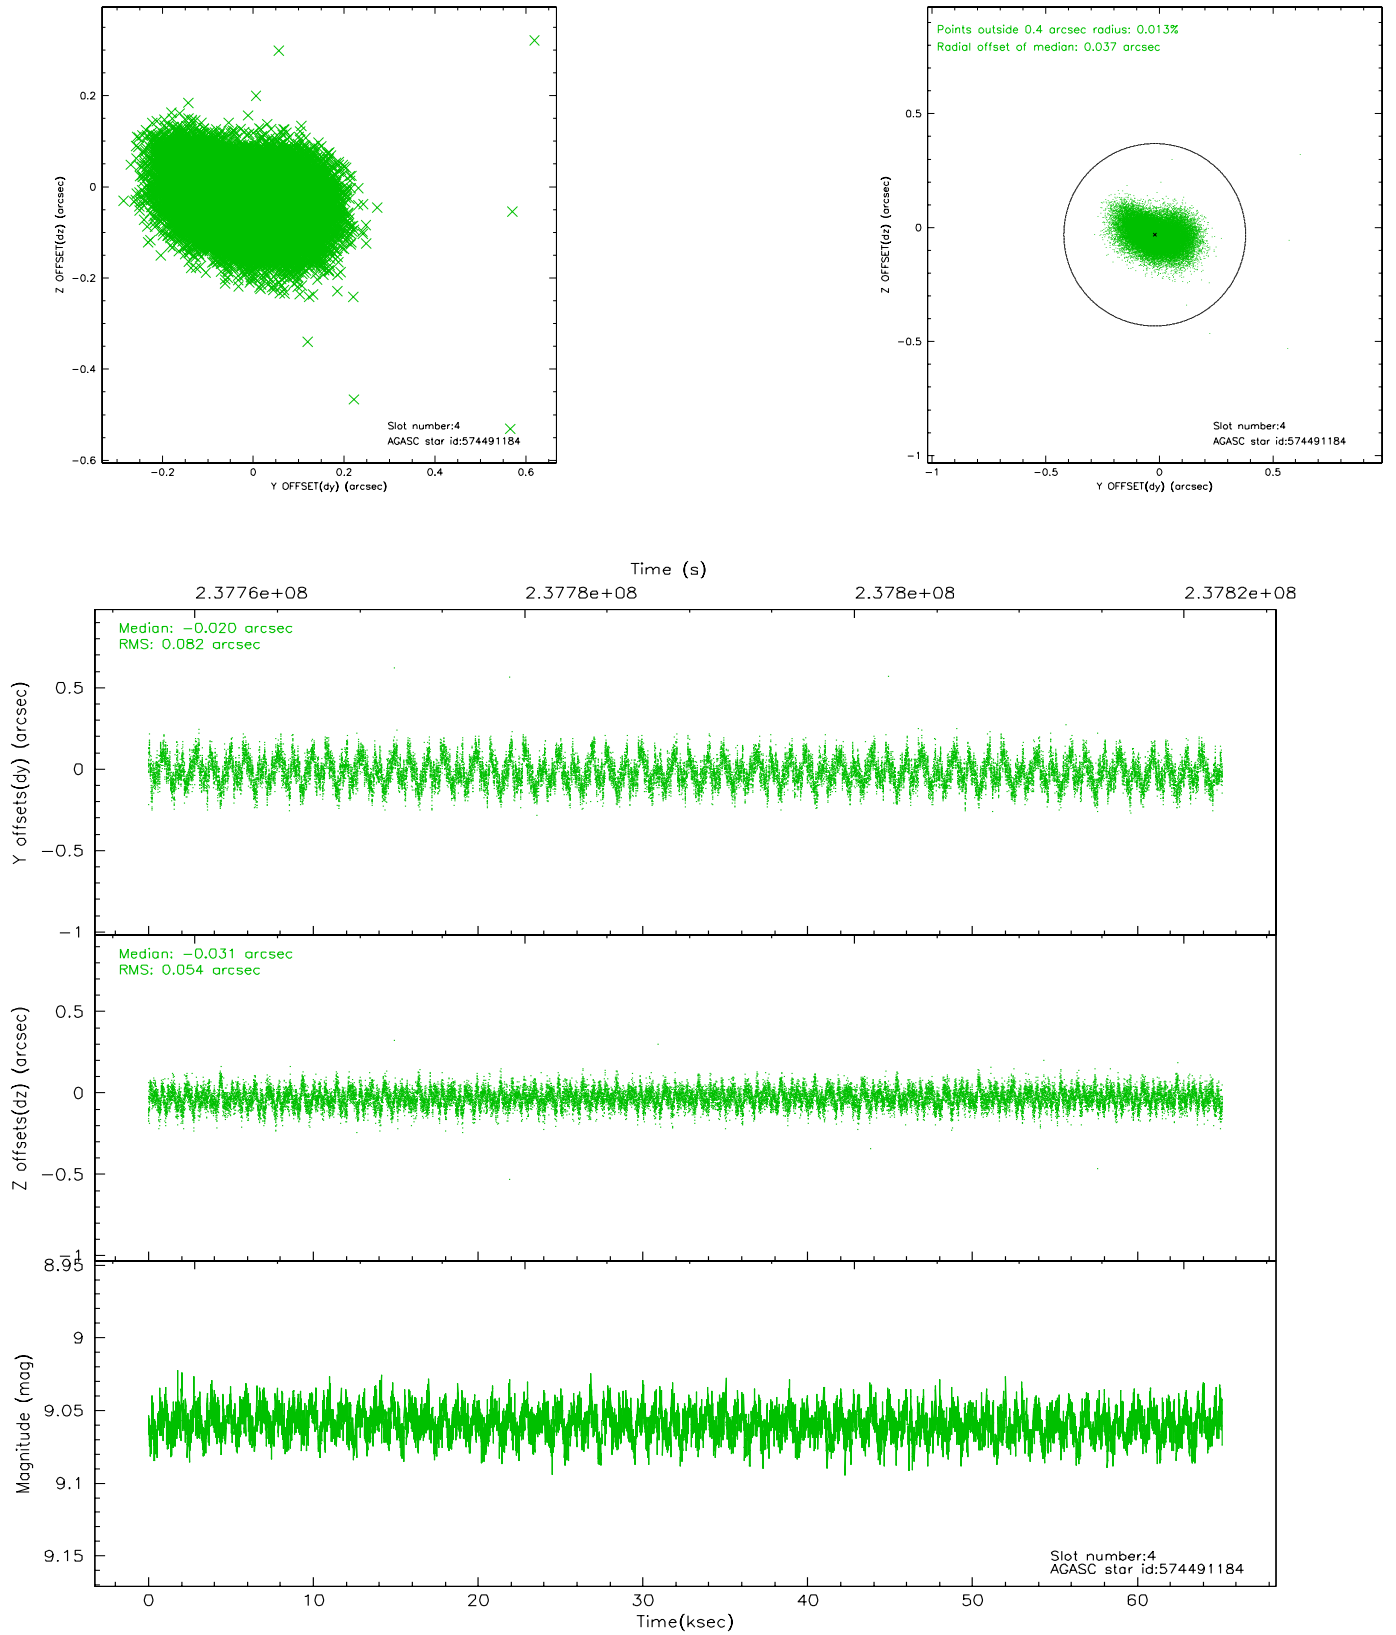 0.2
0
−0.2
−0.4
−0.6
Z OFFSET(dz) (arcsec)
Slot number:4
AGASC star id:574491184
−0.2
0
0.2
0.4
0.6
Y OFFSET(dy) (arcsec)
Points outside 0.4 arcsec radius: 0.013%
Radial offset of median: 0.037 arcsec
0.5
0
−0.5
−1
Z OFFSET(dz) (arcsec)
Slot number:4
AGASC star id:574491184
−1
−0.5
0
0.5
Y OFFSET(dy) (arcsec)
Time (s)
2.3776e+08
2.3778e+08
2.378e+08
2.3782e+08
Median: −0.020 arcsec
RMS: 0.082 arcsec
0.5
0
−0.5
−1
Y offsets(dy) (arcsec)
Median: −0.031 arcsec
RMS: 0.054 arcsec
0.5
0
−0.5
−1
Z offsets(dz) (arcsec)
8.95
9
9.05
9.1
9.15
Magnitude (mag)
Slot number:4
AGASC star id:574491184
0
10
20
30
40
50
60
Time(ksec)